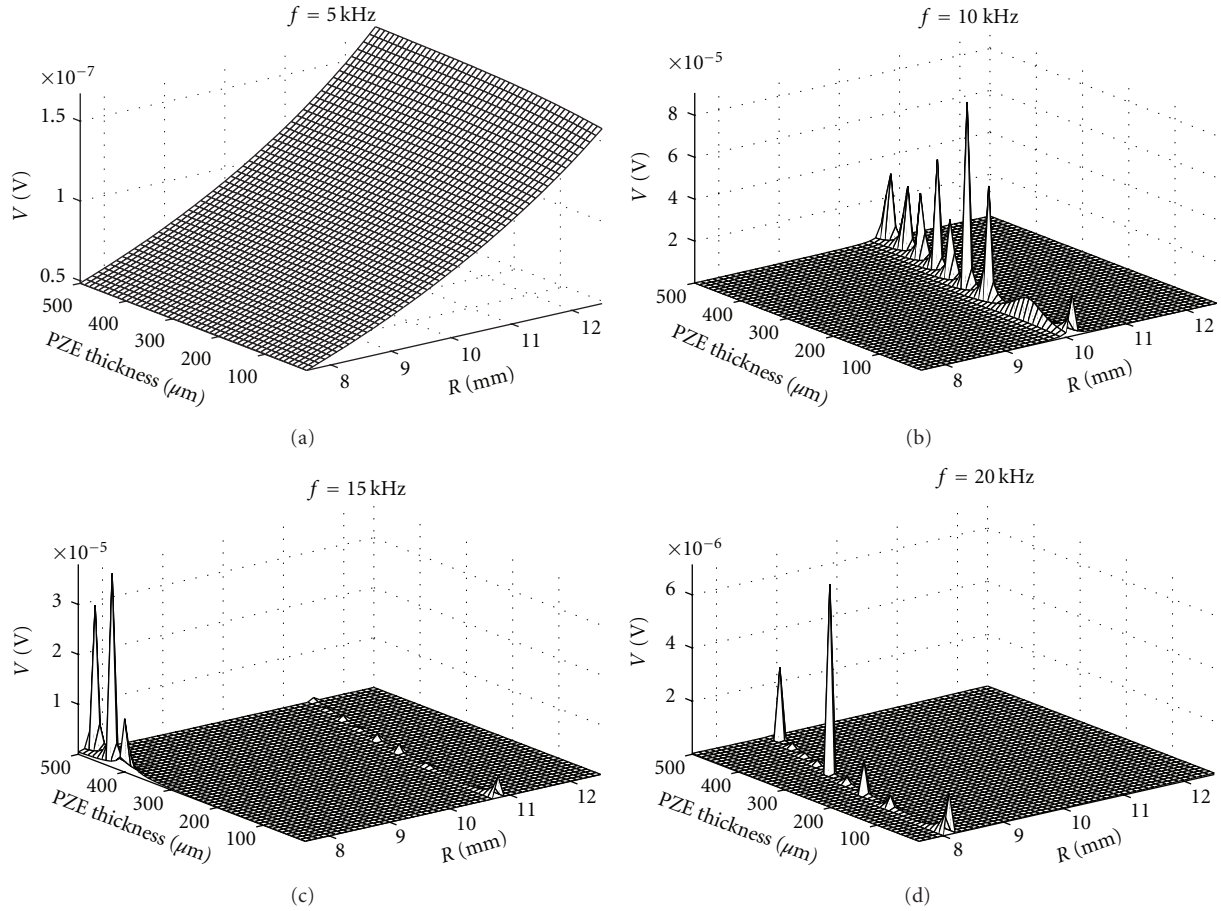 f = 5 kHz
×10⁻⁷
1.5
1
0.5
V (V)
500
400
300
200
100
PZE thickness (μm)
8
9
10
11
12
R (mm)
(a)
f = 10 kHz
×10⁻⁵
8
6
4
2
V (V)
500
400
300
200
100
PZE thickness (μm)
8
9
10
11
12
R (mm)
(b)
f = 15 kHz
×10⁻⁵
3
2
1
V (V)
500
400
300
200
100
PZE thickness (μm)
8
9
10
11
12
R (mm)
(c)
f = 20 kHz
×10⁻⁶
6
4
2
V (V)
500
400
300
200
100
PZE thickness (μm)
8
9
10
11
12
R (mm)
(d)